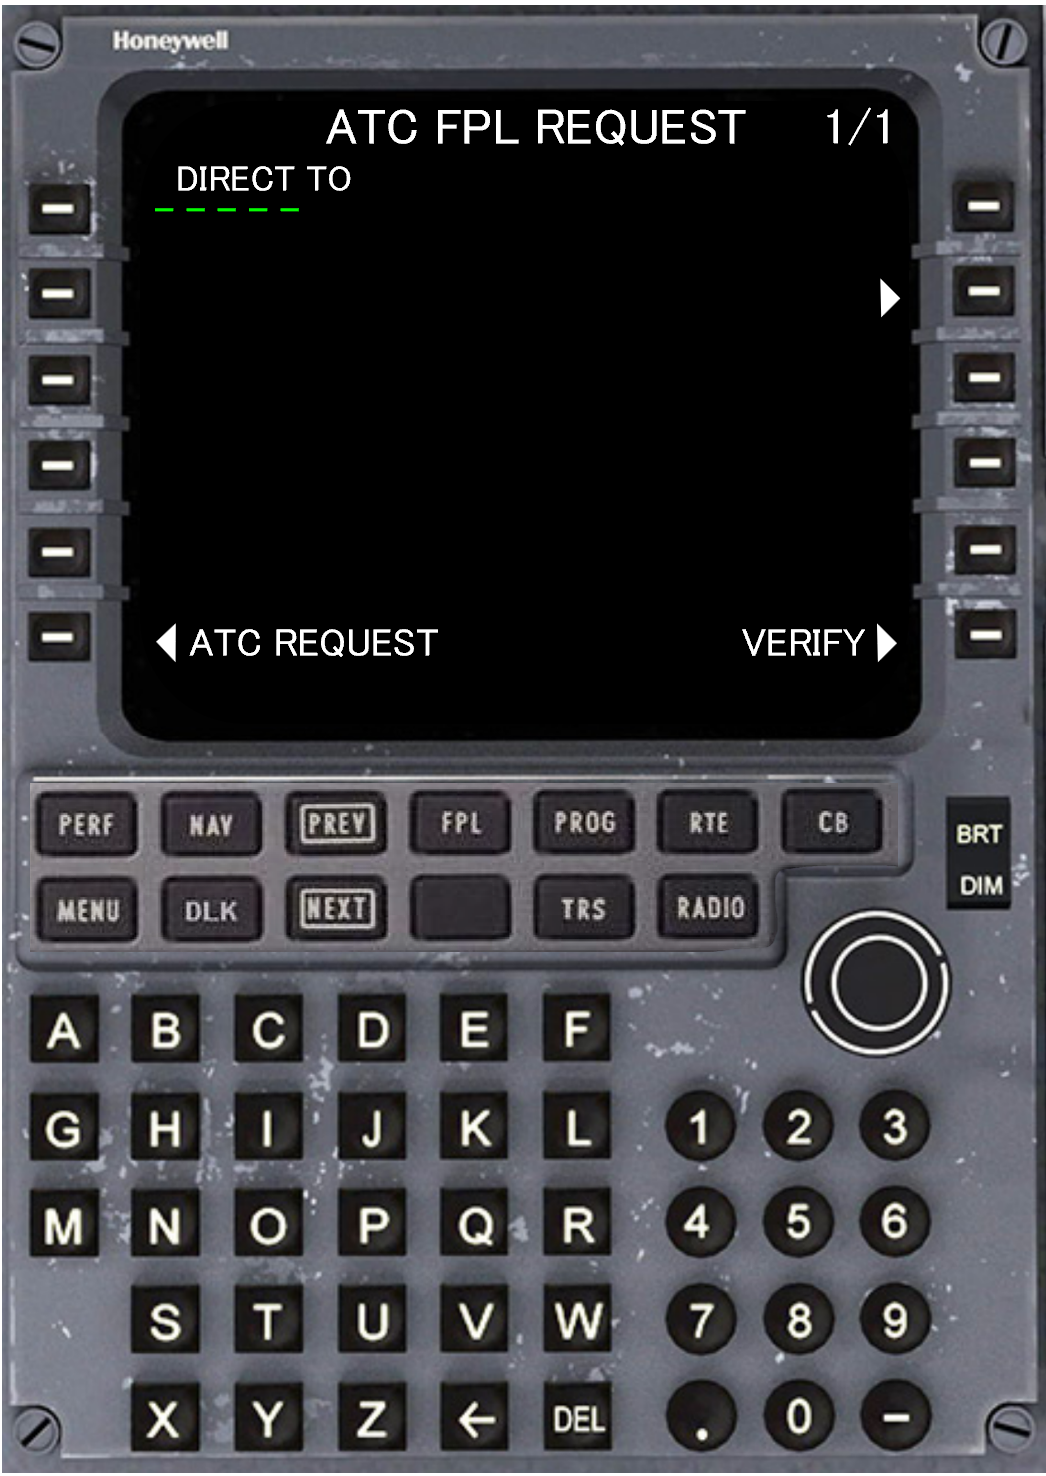 Honeywell
ATC FPL REQUEST 1/1
DIRECT TO
– – – – –
ATC REQUEST VERIFY
PERF NAV PREV FPL PROG RTE CB
BRT
MENU DLK NEXT TRS RADIO
DIM
A B C D E F
G H I J K L 1 2 3
M N O P Q R 4 5 6
S T U V W 7 8 9
X Y Z ← DEL . 0 –